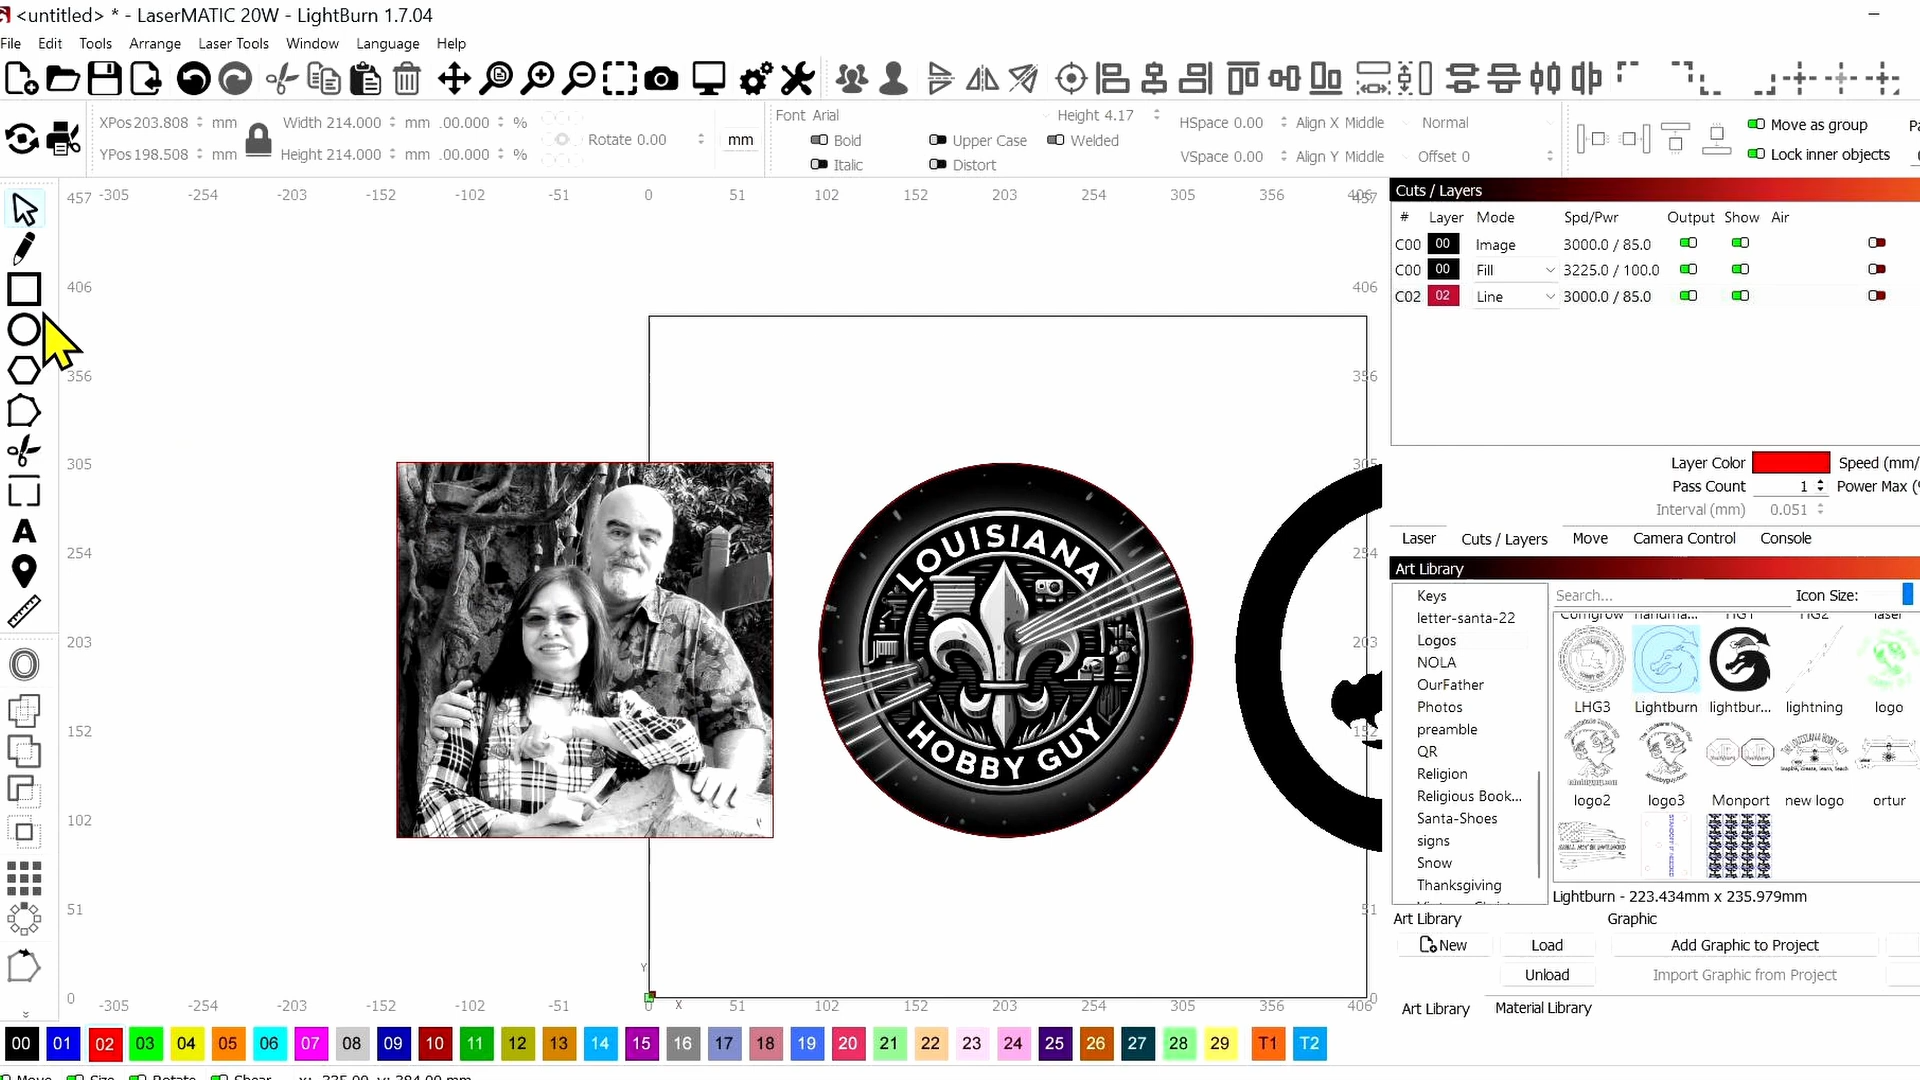 <untitled> * - LaserMATIC 20W - LightBurn 1.7.04
File Edit Tools Arrange Laser Tools Window Language Help
XPos 203.808 mm Width 214.000 mm .00.000 %
YPos 198.508 mm Height 214.000 mm .00.000 %
Rotate 0.00 mm
Font Arial Height 4.17
Bold Upper Case Welded
Italic Distort
HSpace 0.00 Align X Middle Normal
VSpace 0.00 Align Y Middle Offset 0
Move as group
Lock inner objects
-305 -254 -203 -152 -102 -51 0 51 102 152 203 254 305 356 406
457 457
406 406
356 356
305 305
254 254
203 203
152 192
102
51 51
0 0
-305 -254 -203 -152 -102 -51 0 51 102 152 203 254 305 356 406
Y
X
LOUISIANA
HOBBY GUY
Cuts / Layers
# Layer Mode Spd/Pwr Output Show Air
C00 00 Image 3000.0 / 85.0
C00 00 Fill 3225.0 / 100.0
C02 02 Line 3000.0 / 85.0
Layer Color Speed (mm/
Pass Count 1 Power Max (
Interval (mm) 0.051
Laser Cuts / Layers Move Camera Control Console
Art Library
Keys
letter-santa-22
Logos
NOLA
OurFather
Photos
preamble
QR
Religion
Religious Book...
Santa-Shoes
signs
Snow
Thanksgiving
Search... Icon Size:
LHG3 Lightburn lightbur... lightning logo
logo2 logo3 Monport new logo ortur
Lightburn - 223.434mm x 235.979mm
Art Library Graphic
New Load Add Graphic to Project
Unload Import Graphic from Project
Art Library Material Library
00 01 02 03 04 05 06 07 08 09 10 11 12 13 14 15 16 17 18 19 20 21 22 23 24 25 26 27 28 29 T1 T2
Move Size Rotate Shear